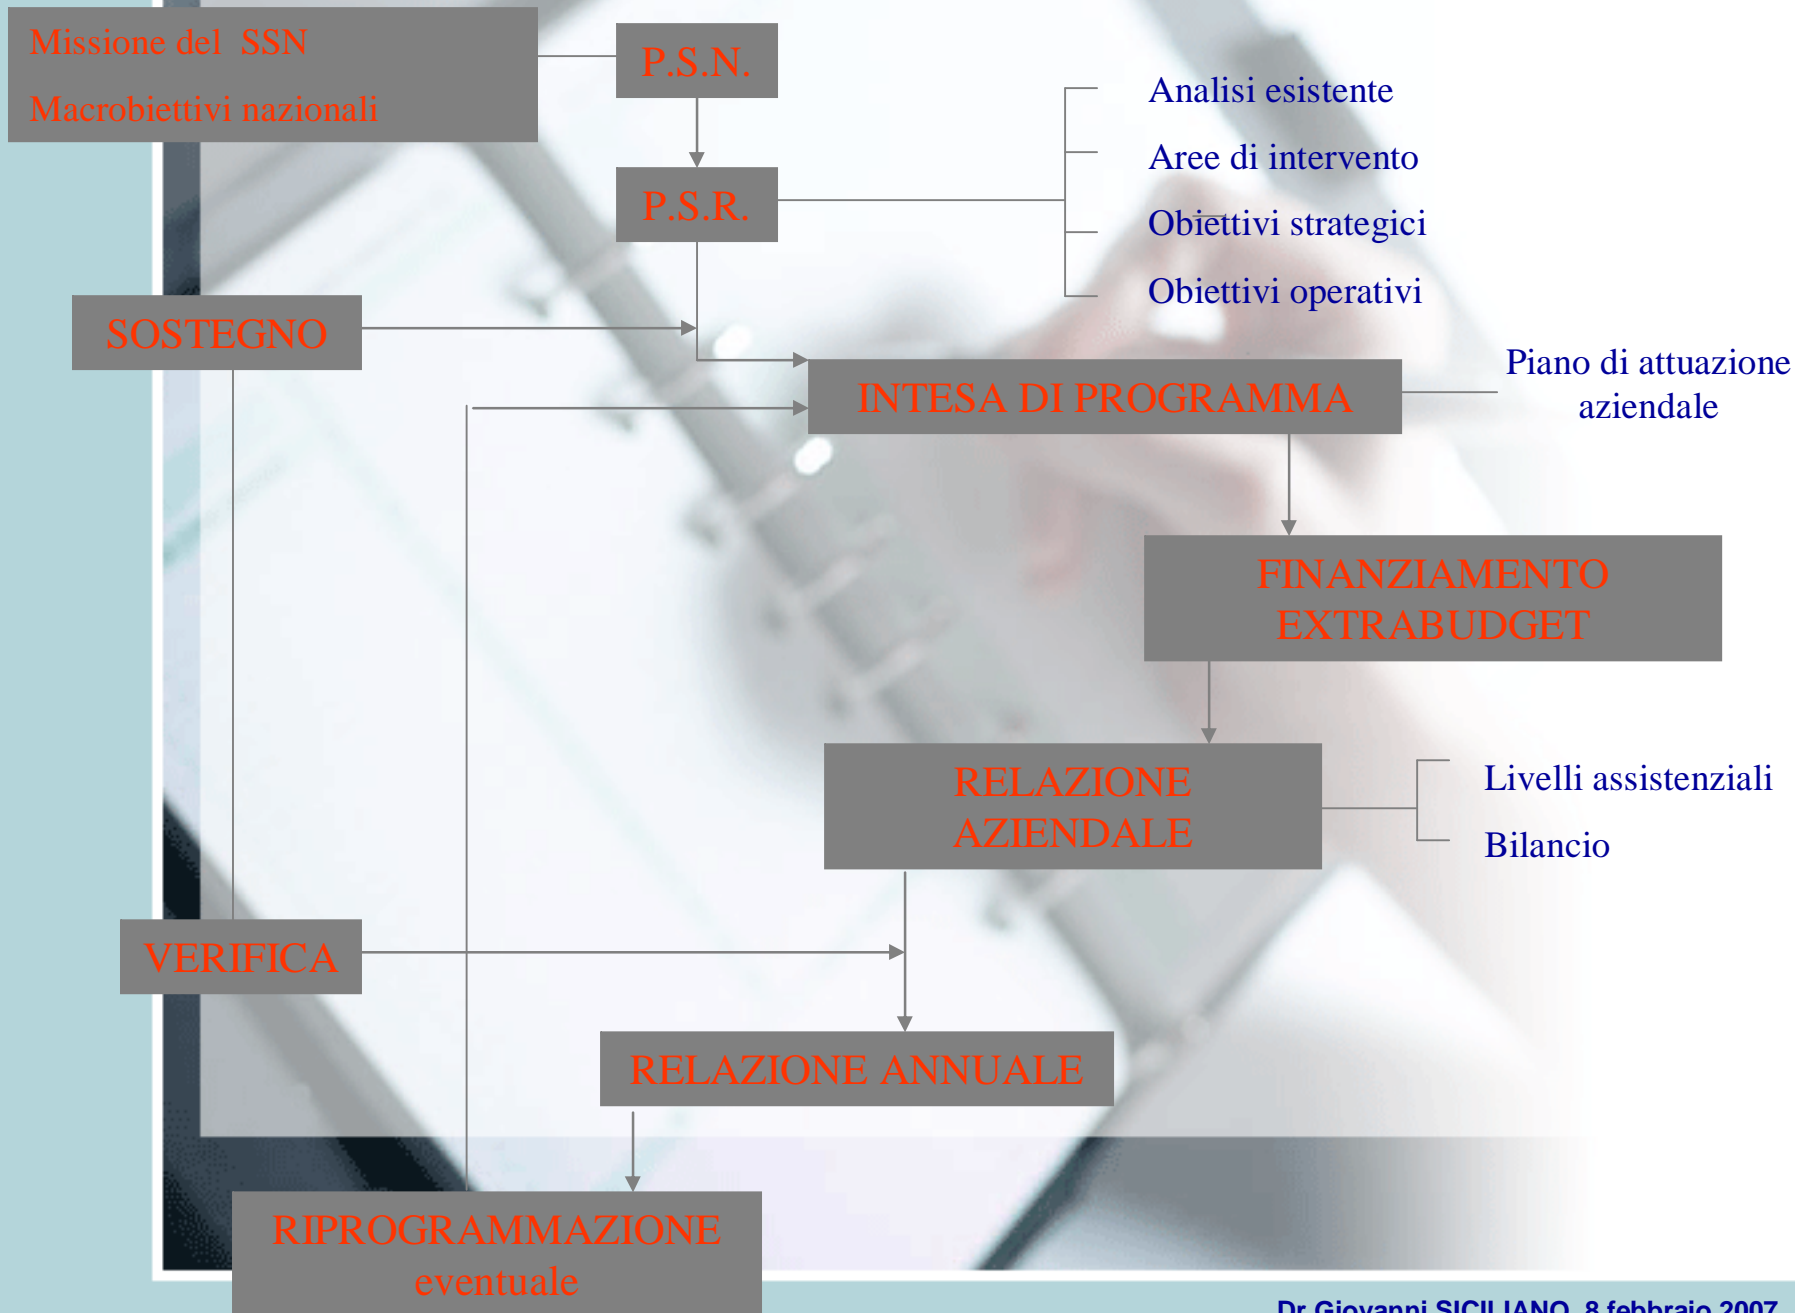 Missione del SSN
Macrobiettivi nazionali
P.S.N.
P.S.R.
Analisi esistente
Aree di intervento
Obiettivi strategici
Obiettivi operativi
SOSTEGNO
INTESA DI PROGRAMMA
Piano di attuazione
aziendale
FINANZIAMENTO
EXTRABUDGET
RELAZIONE
AZIENDALE
Livelli assistenziali
Bilancio
VERIFICA
RELAZIONE ANNUALE
RIPROGRAMMAZIONE
eventuale
Dr Giovanni SICILIANO 8 febbraio 2007